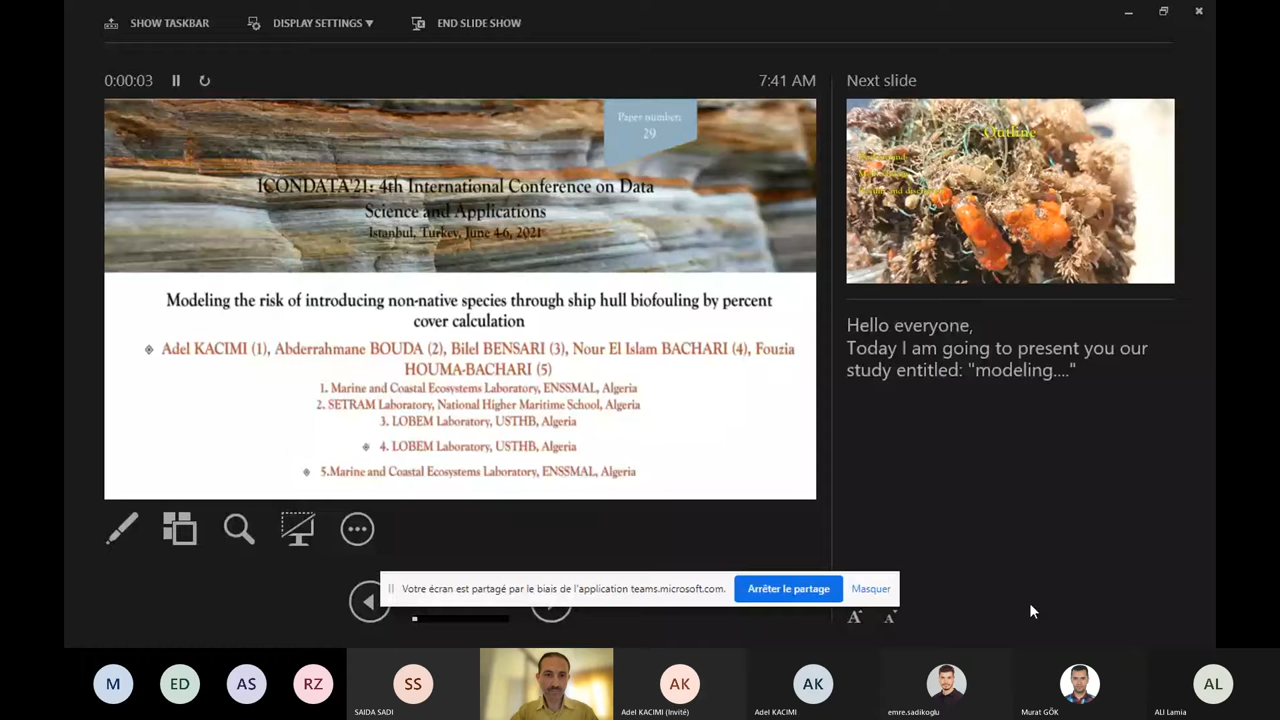 SHOW TASKBAR
DISPLAY SETTINGS
END SLIDE SHOW
0:00:03
7:41 AM
Next slide
Paper number:
29
ICONDATA'21: 4th International Conference on Data
Science and Applications
Istanbul, Turkey, June 4-6, 2021
Modeling the risk of introducing non-native species through ship hull biofouling by percent
cover calculation
Adel KACIMI (1), Abderrahmane BOUDA (2), Bilel BENSARI (3), Nour El Islam BACHARI (4), Fouzia
HOUMA-BACHARI (5)
1. Marine and Coastal Ecosystems Laboratory, ENSSMAL, Algeria
2. SETRAM Laboratory, National Higher Maritime School, Algeria
3. LOBEM Laboratory, USTHB, Algeria
4. LOBEM Laboratory, USTHB, Algeria
5.Marine and Coastal Ecosystems Laboratory, ENSSMAL, Algeria
Outline
Hello everyone,
Today I am going to present you our
study entitled: "modeling...."
Votre écran est partagé par le biais de l'application teams.microsoft.com.
Arrêter le partage
Masquer
A
A
M
ED
AS
RZ
SS
AK
AK
AL
SAIDA SADI
Adel KACIMI (Invité)
Adel KACIMI
emre.sadikoglu
Murat GÖK
ALI Lamia